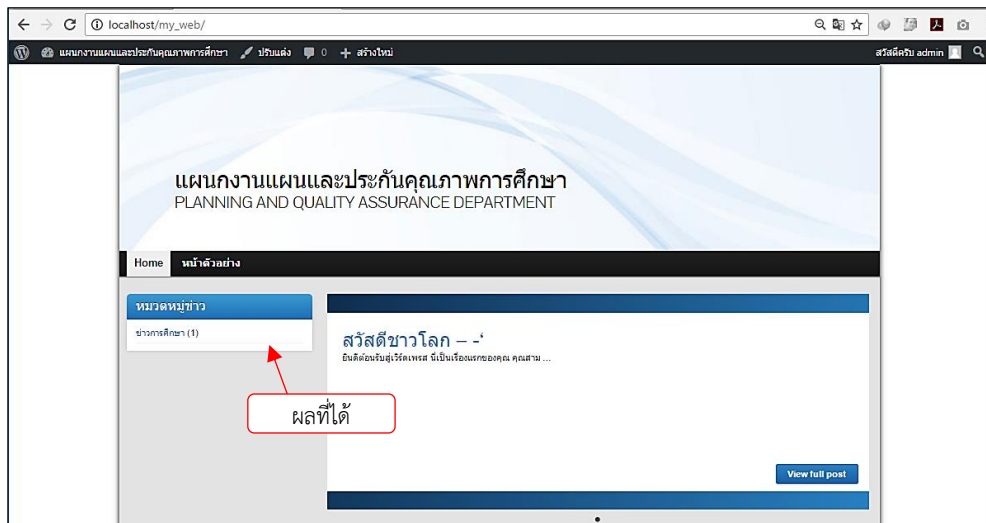 localhost/my_web/
แผนกงานแผนและประกันคุณภาพการศึกษา ปรับแต่ง 0 + สร้างใหม่ สวัสดีครับ admin
แผนกงานแผนและประกันคุณภาพการศึกษา
PLANNING AND QUALITY ASSURANCE DEPARTMENT
Home หน้าตัวอย่าง
หมวดหมู่ข่าว
ข่าวการศึกษา (1)
สวัสดีชาวโลก – -‘
ยินดีต้อนรับสู่เวิร์ดเพรส นี่เป็นเรื่องแรกของคุณ คุณสาม ...
ผลที่ได้
View full post